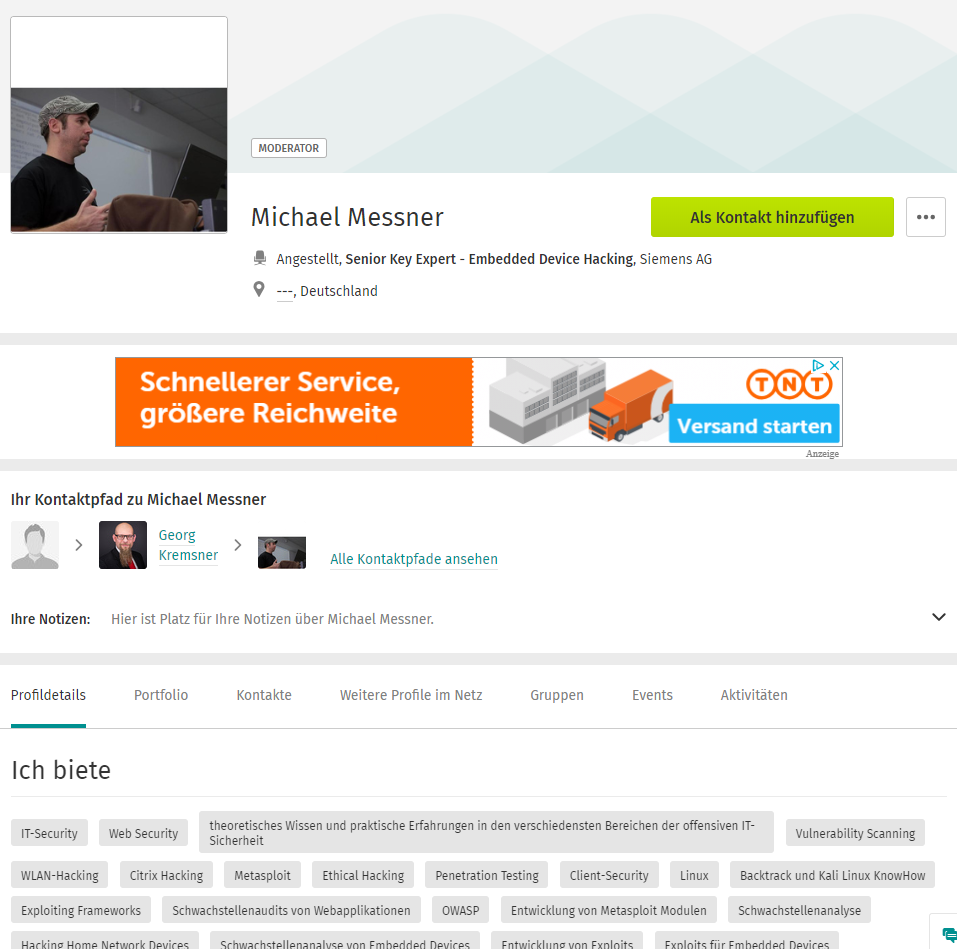 MODERATOR
Michael Messner
Als Kontakt hinzufügen
Angestellt, Senior Key Expert - Embedded Device Hacking, Siemens AG
---, Deutschland
Schnellerer Service,
größere Reichweite
TNT
Versand starten
Anzeige
Ihr Kontaktpfad zu Michael Messner
Georg
Kremsner
Alle Kontaktpfade ansehen
Ihre Notizen: Hier ist Platz für Ihre Notizen über Michael Messner.
Profildetails Portfolio Kontakte Weitere Profile im Netz Gruppen Events Aktivitäten
Ich biete
IT-Security Web Security theoretisches Wissen und praktische Erfahrungen in den verschiedensten Bereichen der offensiven IT-
Sicherheit Vulnerability Scanning
WLAN-Hacking Citrix Hacking Metasploit Ethical Hacking Penetration Testing Client-Security Linux Backtrack und Kali Linux KnowHow
Exploiting Frameworks Schwachstellenaudits von Webapplikationen OWASP Entwicklung von Metasploit Modulen Schwachstellenanalyse
Hacking Home Network Devices Schwachstellenanalyse von Embedded Devices Entwicklung von Exploits Exploits für Embedded Devices